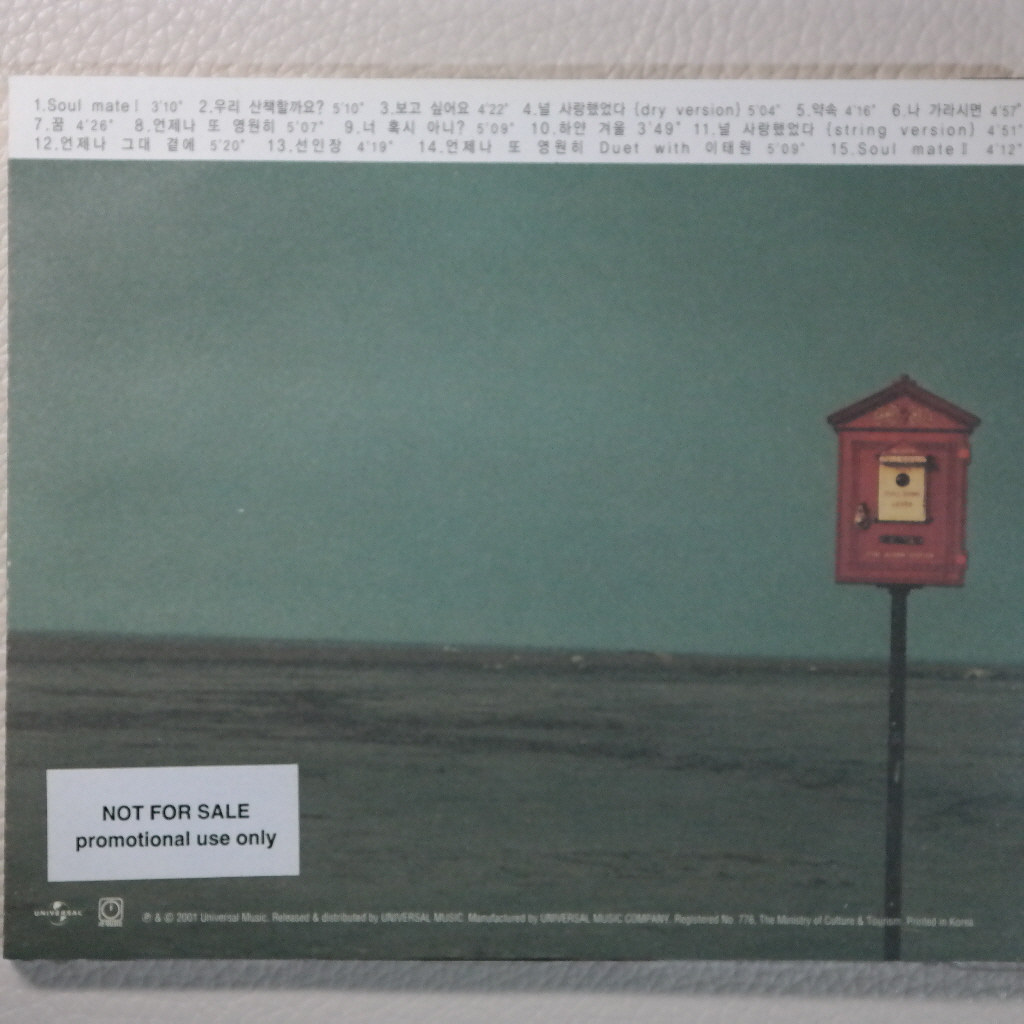 1.Soul mate Ⅰ 3'10" 2.우리 산책할까요? 5'10" 3.보고 싶어요 4'22" 4.널 사랑했었다 (dry version) 5'04" 5.약속 4'16" 6.나 가라시면 4'57"
7.꿈 4'26" 8.언제나 또 영원히 5'07" 9.너 혹시 아니? 5'09" 10.하얀 겨울 3'49" 11.널 사랑했었다 (string version) 4'51"
12.언제나 그대 곁에 5'20" 13.선인장 4'19" 14.언제나 또 영원히 Duet with 이태원 5'09" 15.Soul mate Ⅱ 4'12"
NOT FOR SALE
promotional use only
UNIVERSAL
℗ & © 2001 Universal Music. Released & distributed by UNIVERSAL MUSIC. Manufactured by UNIVERSAL MUSIC COMPANY. Registered No. 776, The Ministry of Culture & Tourism. Printed in Korea.